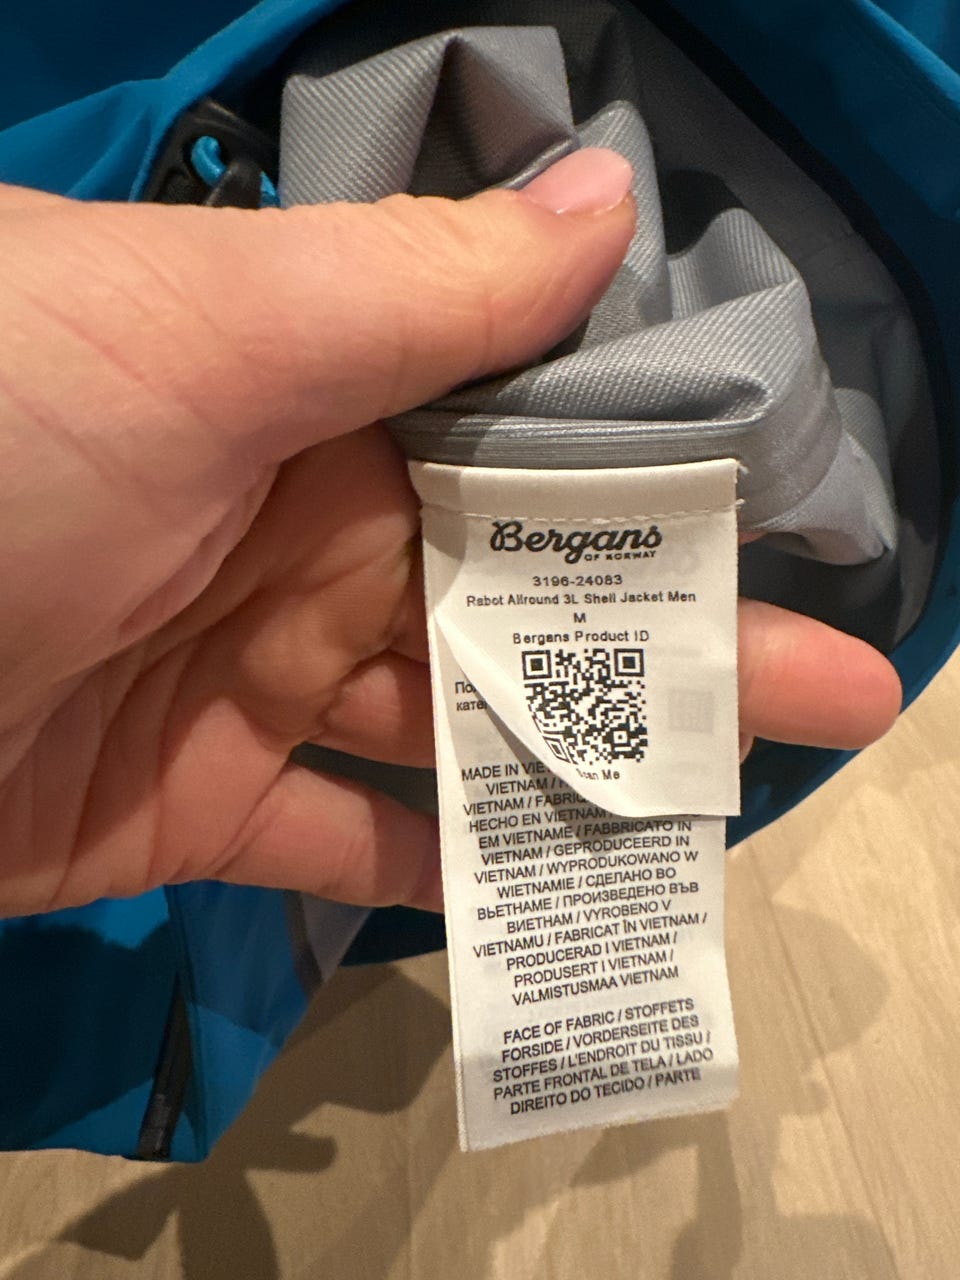 Bergans
OF NORWAY
3196-24083
Rabot Allround 3L Shell Jacket Men
M
Bergans Product ID
Scan Me
MADE IN
VIETNAM /
VIETNAM /
HECHO EN VIETNAM /
EM VIETNAME / FABBRICATO IN
VIETNAM / GEPRODUCEERD IN
VIETNAM / WYPRODUKOWANO W
WIETNAMIE / СДЕЛАНО ВО
ВЬЕТНАМЕ / ПРОИЗВЕДЕНО ВЪВ
ВИЕТНАМ / VYROBENO V
VIETNAMU / FABRICAT ÎN VIETNAM /
PRODUCERAD I VIETNAM /
PRODUSERT I VIETNAM /
VALMISTUSMAA VIETNAM
FACE OF FABRIC / STOFFETS
FORSIDE / VORDERSEITE DES
STOFFES / L'ENDROIT DU TISSU /
PARTE FRONTAL DE TELA / LADO
DIREITO DO TECIDO / PARTE